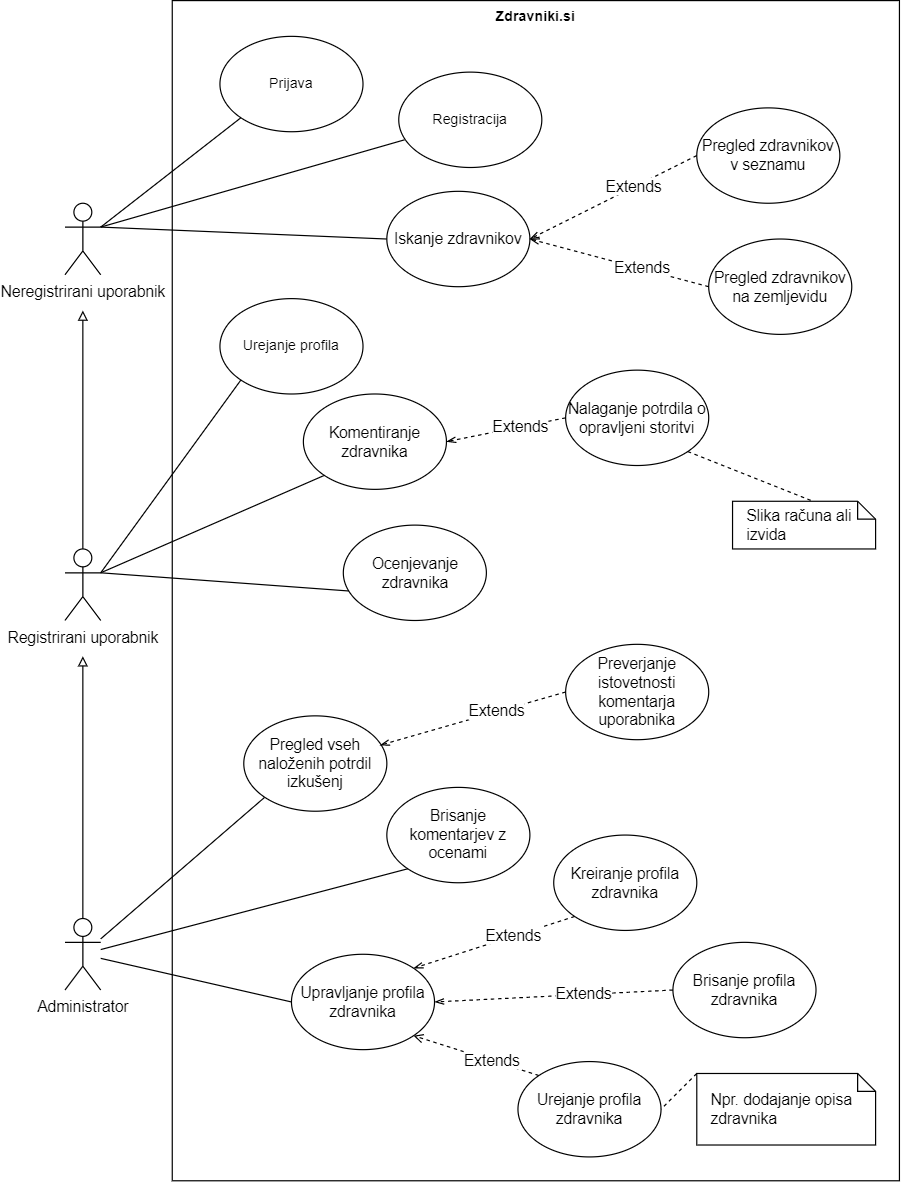 Zdravniki.si
Prijava
Registracija
Pregled zdravnikov
v seznamu
Extends
Iskanje zdravnikov
Extends
Pregled zdravnikov
na zemljevidu
Neregistrirani uporabnik
Urejanje profila
Komentiranje
zdravnika
Extends
Nalaganje potrdila o
opravljeni storitvi
Slika računa ali
izvida
Ocenjevanje
zdravnika
Registrirani uporabnik
Preverjanje
istovetnosti
komentarja
uporabnika
Extends
Pregled vseh
naloženih potrdil
izkušenj
Brisanje
komentarjev z
ocenami
Kreiranje profila
zdravnika
Extends
Upravljanje profila
zdravnika
Extends
Brisanje profila
zdravnika
Administrator
Extends
Urejanje profila
zdravnika
Npr. dodajanje opisa
zdravnika